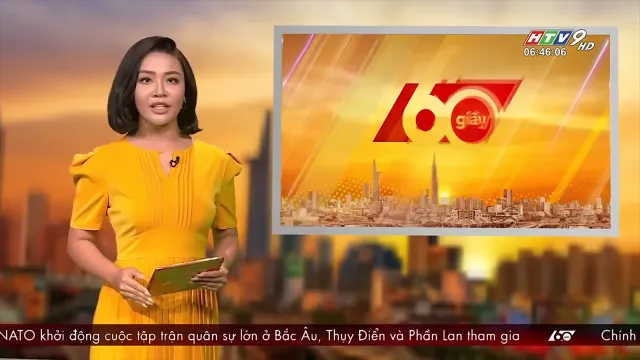 HTV9 HD
06:46:06
60 giây
NATO khởi động cuộc tập trận quân sự lớn ở Bắc Âu, Thụy Điển và Phần Lan tham gia 60 Chính